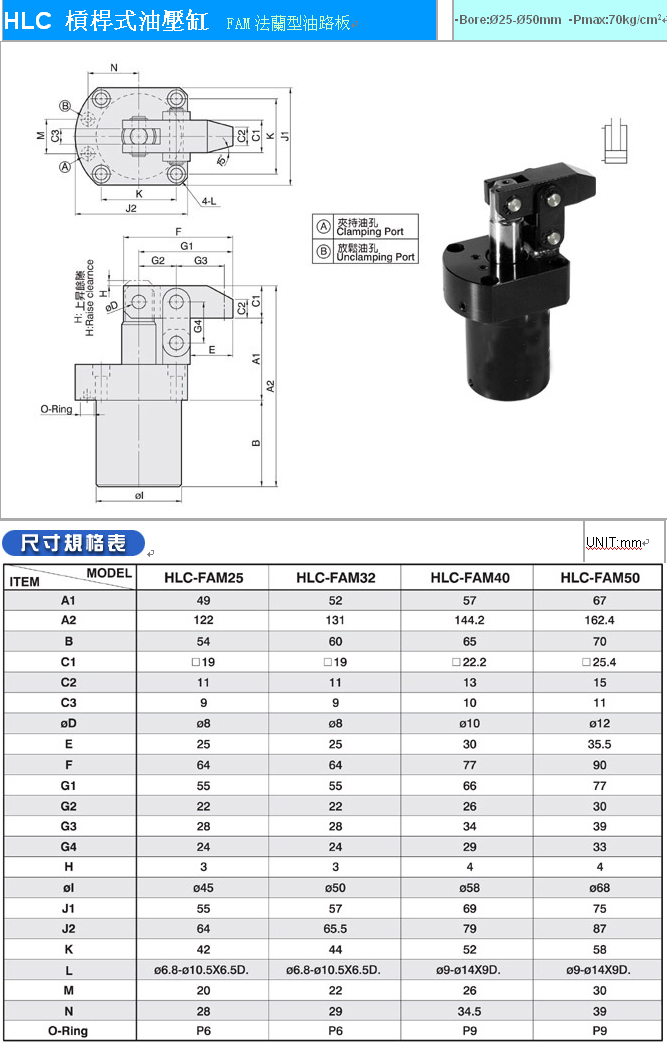 HLC 槓桿式油壓缸 FAM 法蘭型油路板
-Bore:Ø25-Ø50mm -Pmax:70kg/cm²
N
B
M
C3
A
C2
C1
K
J1
15°
K
4-L
J2
A 夾持油孔 Clamping Port
B 放鬆油孔 Unclamping Port
F
G1
G2 G3
H
H: 上昇餘隙
H:Raise clearnce
øD
C2
C1
G4
E
A1
A2
O-Ring
B
øI
尺寸規格表
UNIT:mm
ITEM MODEL HLC-FAM25 HLC-FAM32 HLC-FAM40 HLC-FAM50
A1 49 52 57 67
A2 122 131 144.2 162.4
B 54 60 65 70
C1 □19 □19 □22.2 □25.4
C2 11 11 13 15
C3 9 9 10 11
øD ø8 ø8 ø10 ø12
E 25 25 30 35.5
F 64 64 77 90
G1 55 55 66 77
G2 22 22 26 30
G3 28 28 34 39
G4 24 24 29 33
H 3 3 4 4
øI ø45 ø50 ø58 ø68
J1 55 57 69 75
J2 64 65.5 79 87
K 42 44 52 58
L ø6.8-ø10.5X6.5D. ø6.8-ø10.5X6.5D. ø9-ø14X9D. ø9-ø14X9D.
M 20 22 26 30
N 28 29 34.5 39
O-Ring P6 P6 P9 P9